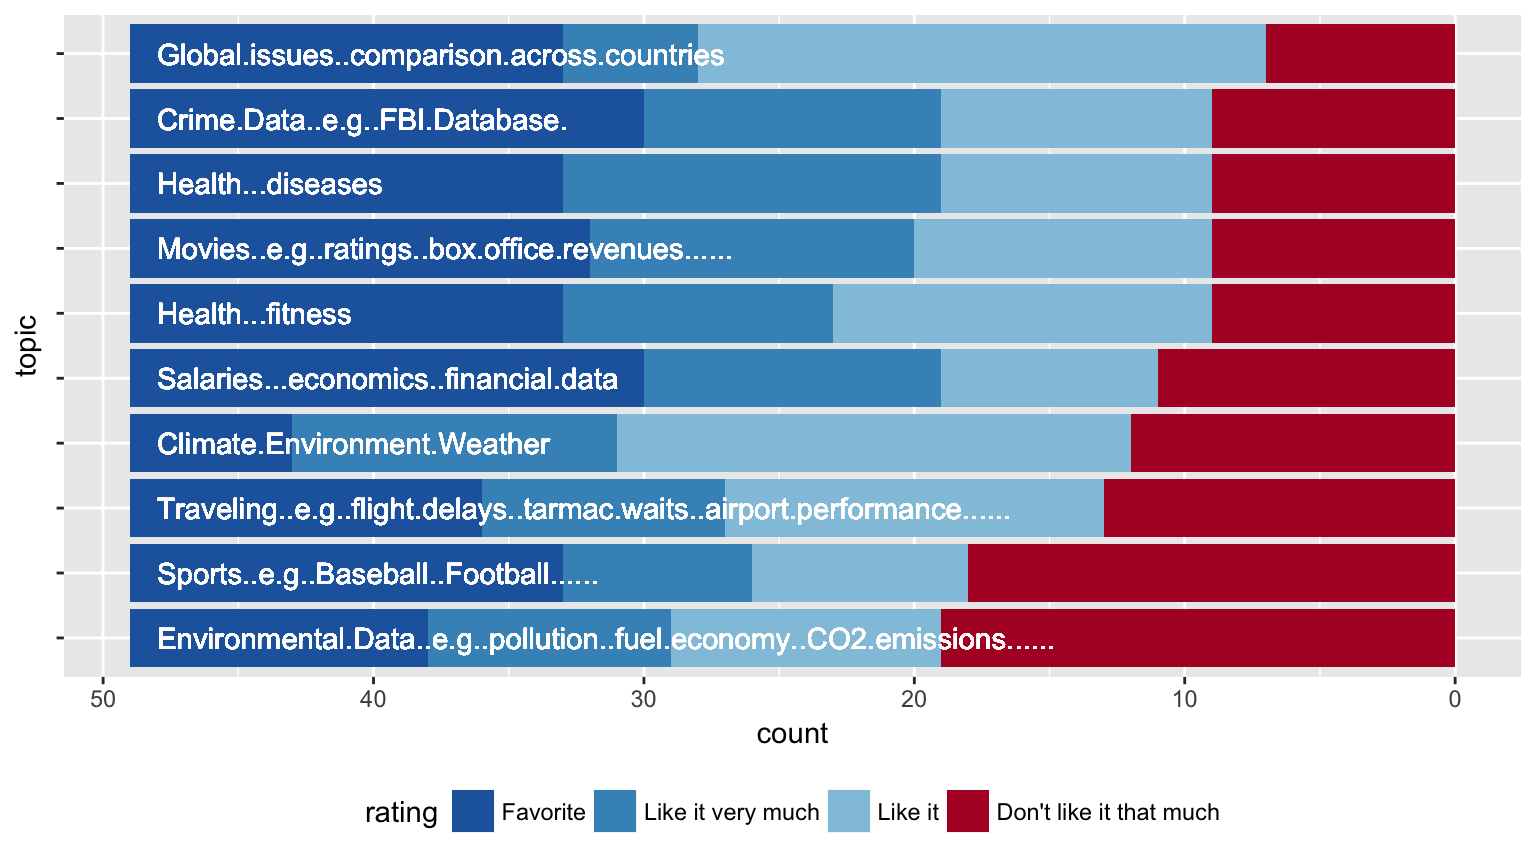 Global.issues..comparison.across.countries
Crime.Data..e.g..FBI.Database.
Health...diseases
Movies..e.g..ratings..box.office.revenues......
Health...fitness
Salaries...economics..financial.data
Climate.Environment.Weather
Traveling..e.g..flight.delays..tarmac.waits..airport.performance......
Sports..e.g..Baseball..Football......
Environmental.Data..e.g..pollution..fuel.economy..CO2.emissions......
topic
50 40 30 20 10 0
count
rating Favorite Like it very much Like it Don't like it that much